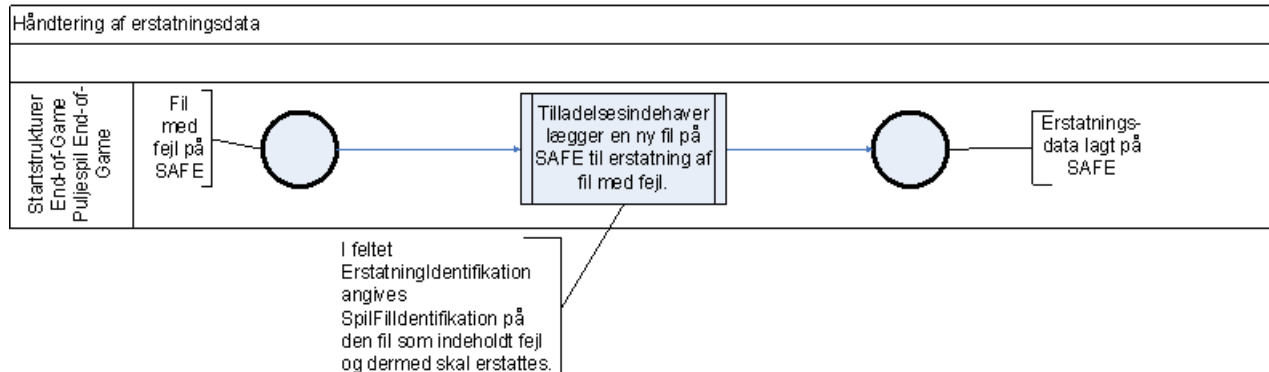 Håndtering af erstatningsdata
Startstrukturer
End-of-Game
Puljespil End-of-
Game
Fil
med
fejl på
SAFE
Tilladelsesindehaver
lægger en ny fil på
SAFE til erstatning af
fil med fejl.
Erstatnings-
data lagt på
SAFE
I feltet
ErstatningIdentifikation
angives
SpilFilIdentifikation på
den fil som indeholdt fejl
og dermed skal erstattes.